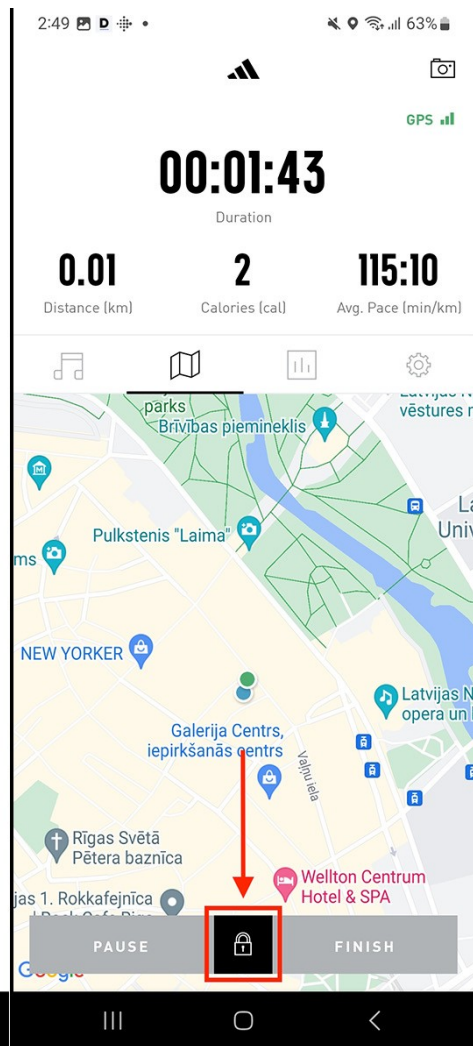 2:49
63%
GPS
00:01:43
Duration
0.01
2
115:10
Distance (km)
Calories (cal)
Avg. Pace (min/km)
parks
Brīvības piemineklis
vēstures
Pulkstenis "Laima"
Univ
ms
NEW YORKER
Latvijas N
opera un
Galerija Centrs,
iepirkšanās centrs
Vaļņu iela
Rīgas Svētā
Pētera baznīca
Wellton Centrum
Hotel & SPA
jas 1. Rokkafejnīca
PAUSE
FINISH